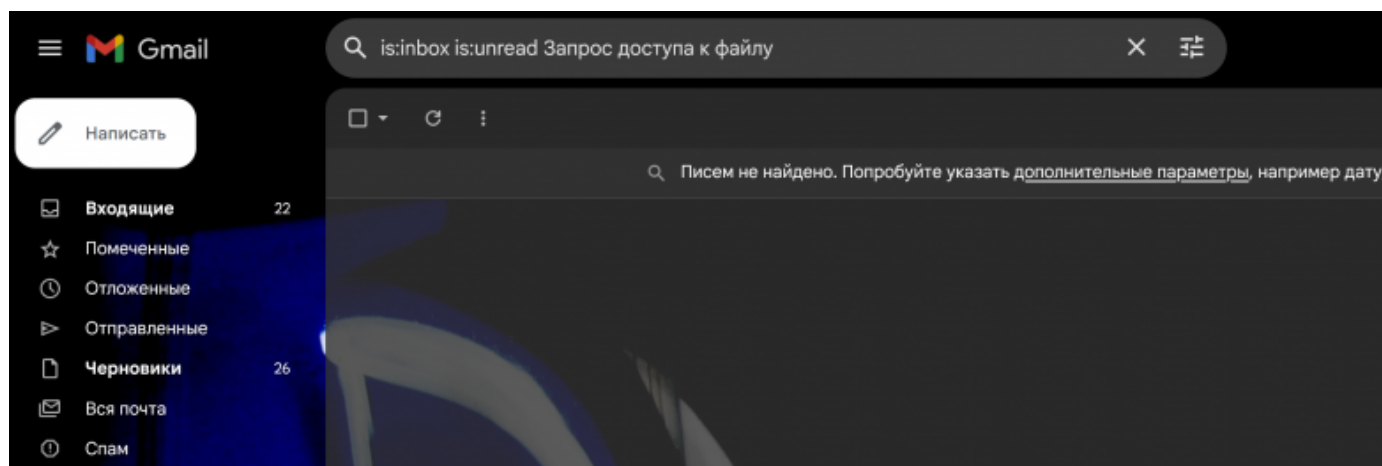 Gmail
is:inbox is:unread Запрос доступа к файлу
Написать
Писем не найдено. Попробуйте указать дополнительные параметры, например дату
Входящие 22
Помеченные
Отложенные
Отправленные
Черновики 26
Вся почта
Спам